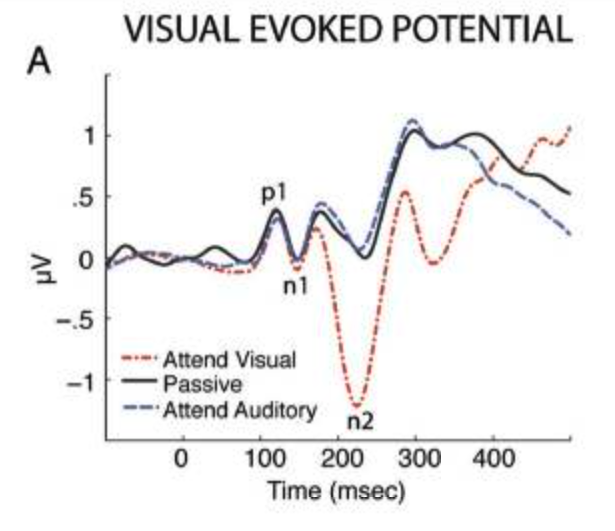 VISUAL EVOKED POTENTIAL
A
1
.5
0
-.5
-1
μV
p1
n1
n2
Attend Visual
Passive
Attend Auditory
0 100 200 300 400
Time (msec)